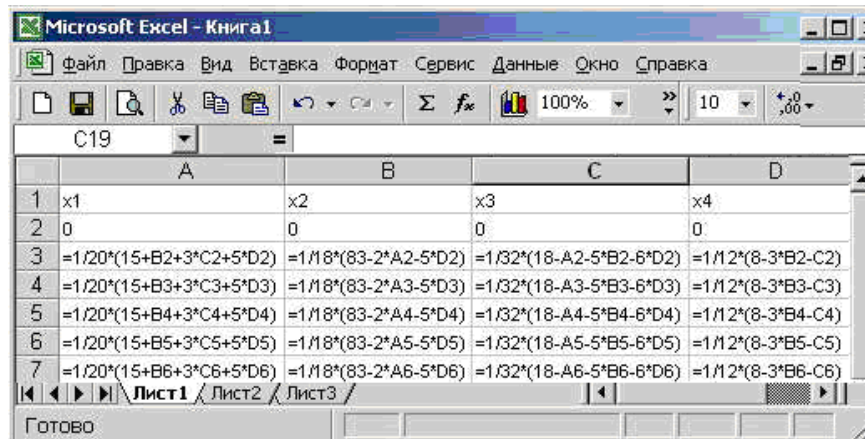 Microsoft Excel - Книга1
Файл Правка Вид Вставка Формат Сервис Данные Окно Справка
Σ fx 100% » 10 ,00
C19 =
A B C D
1 x1 x2 x3 x4
2 0 0 0 0
3 =1/20*(15+B2+3*C2+5*D2) =1/18*(83-2*A2-5*D2) =1/32*(18-A2-5*B2-6*D2) =1/12*(8-3*B2-C2)
4 =1/20*(15+B3+3*C3+5*D3) =1/18*(83-2*A3-5*D3) =1/32*(18-A3-5*B3-6*D3) =1/12*(8-3*B3-C3)
5 =1/20*(15+B4+3*C4+5*D4) =1/18*(83-2*A4-5*D4) =1/32*(18-A4-5*B4-6*D4) =1/12*(8-3*B4-C4)
6 =1/20*(15+B5+3*C5+5*D5) =1/18*(83-2*A5-5*D5) =1/32*(18-A5-5*B5-6*D5) =1/12*(8-3*B5-C5)
7 =1/20*(15+B6+3*C6+5*D6) =1/18*(83-2*A6-5*D6) =1/32*(18-A6-5*B6-6*D6) =1/12*(8-3*B6-C6)
Лист1 Лист2 Лист3
Готово